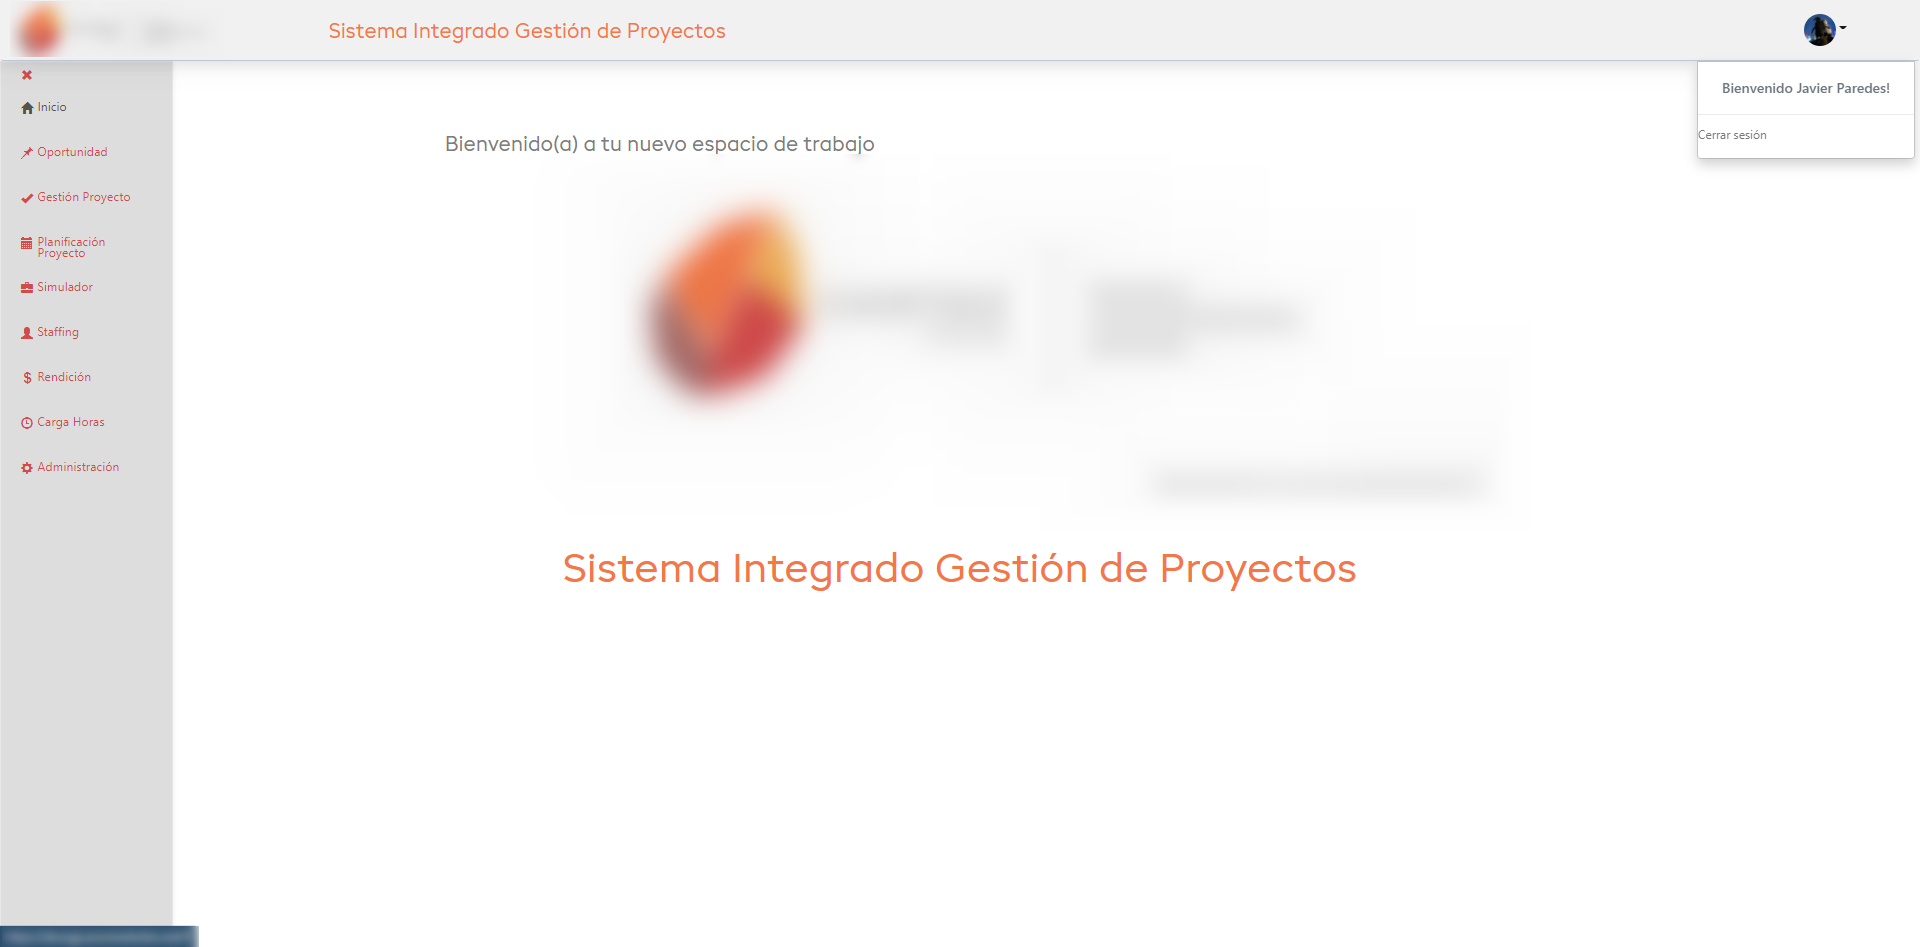 Sistema Integrado Gestión de Proyectos
Bienvenido Javier Paredes!
Cerrar sesión
Inicio
Oportunidad
Gestión Proyecto
Planificación
Proyecto
Simulador
Staffing
Rendición
Carga Horas
Administración
Bienvenido(a) a tu nuevo espacio de trabajo
Sistema Integrado Gestión de Proyectos